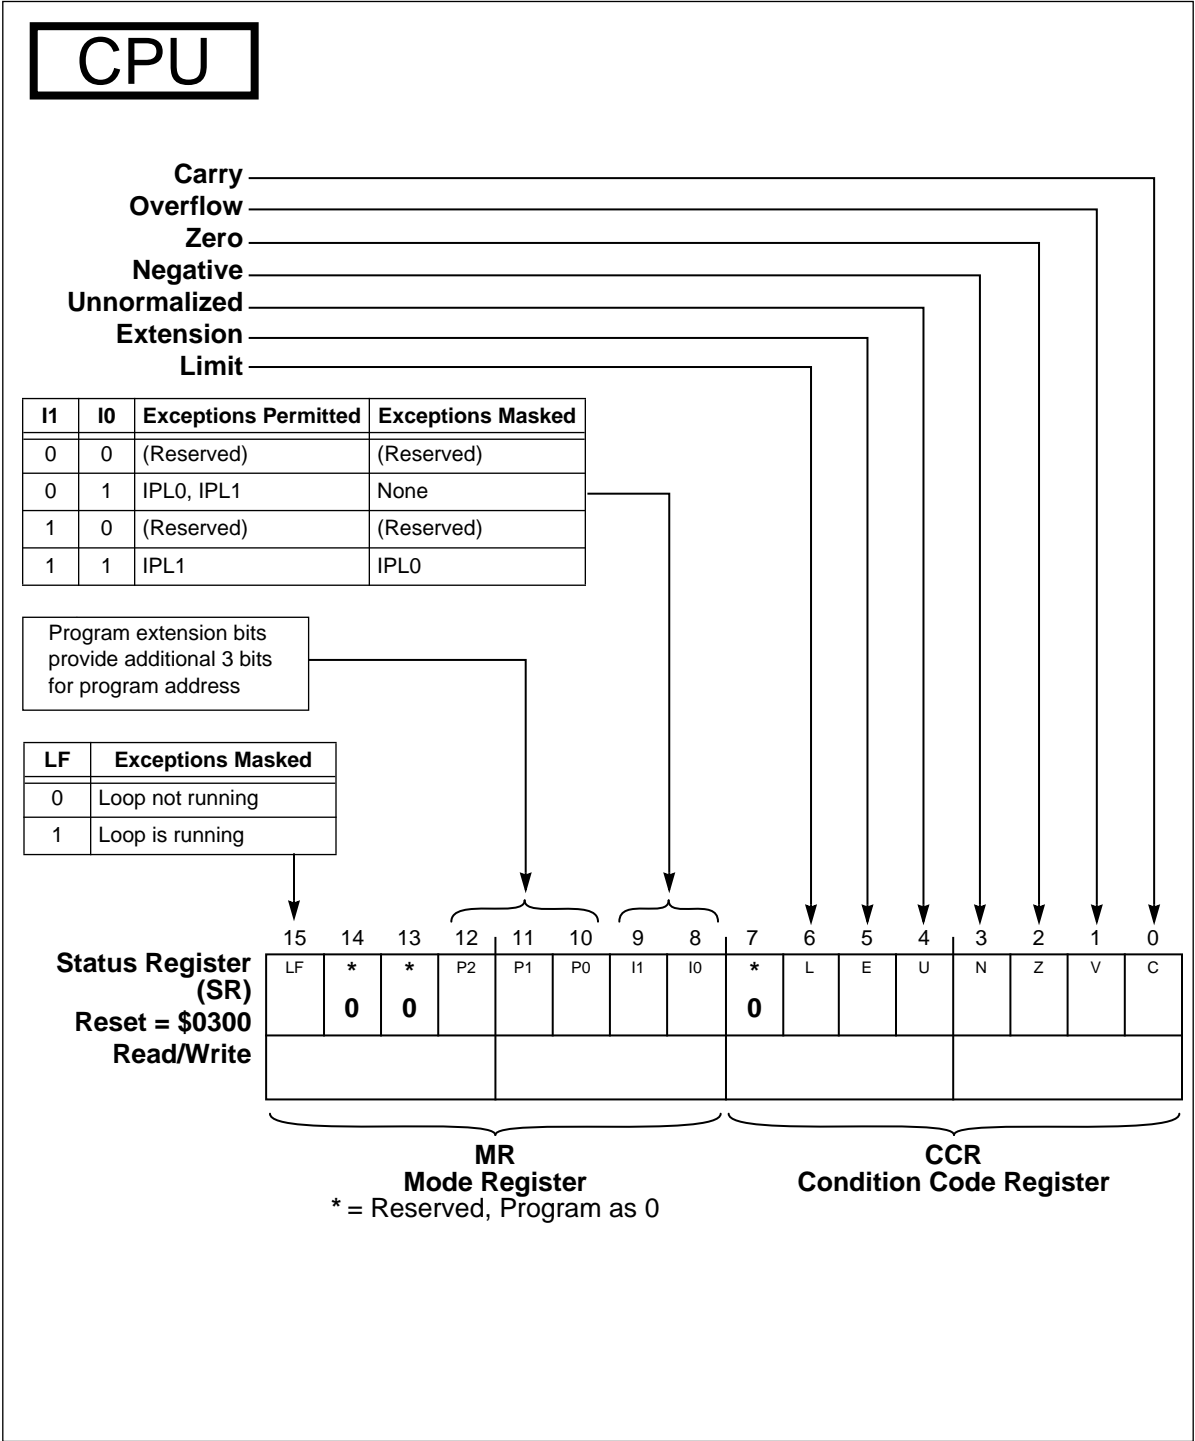 CPU
Carry
Overflow
Zero
Negative
Unnormalized
Extension
Limit
I1 I0 Exceptions Permitted Exceptions Masked
0 0 (Reserved) (Reserved)
0 1 IPL0, IPL1 None
1 0 (Reserved) (Reserved)
1 1 IPL1 IPL0
Program extension bits
provide additional 3 bits
for program address
LF Exceptions Masked
0 Loop not running
1 Loop is running
15 14 13 12 11 10 9 8 7 6 5 4 3 2 1 0
LF * * P2 P1 P0 I1 I0 * L E U N Z V C
0 0 0
Status Register
(SR)
Reset = $0300
Read/Write
MR
Mode Register
CCR
Condition Code Register
* = Reserved, Program as 0